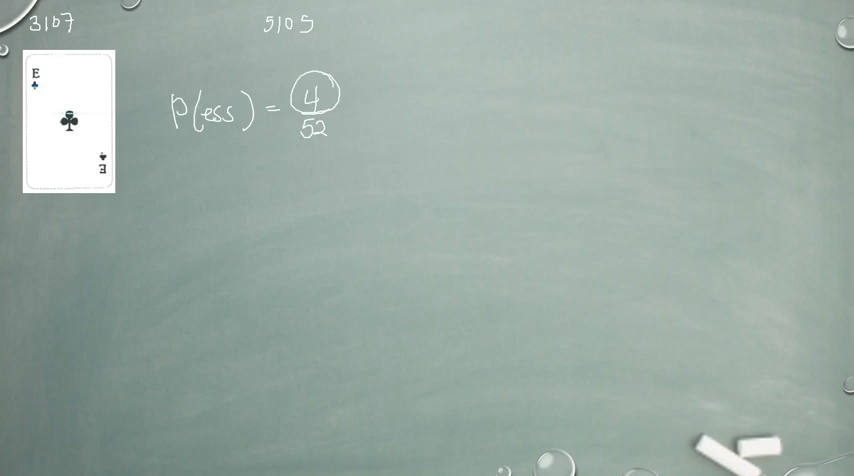 3107 5105
E
P(ess) = 4/52
E